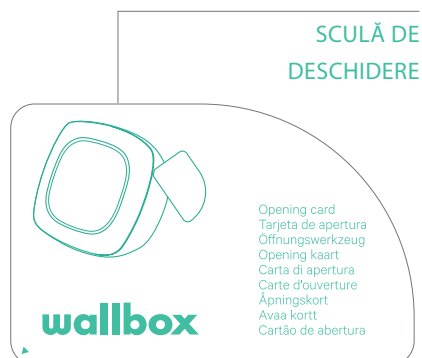 SCULĂ DE
DESCHIDERE
Opening card
Tarjeta de apertura
Öffnungswerkzeug
Opening kaart
Carta di apertura
Carte d'ouverture
Åpningskort
Avaa kortt
Cartão de abertura
wallbox